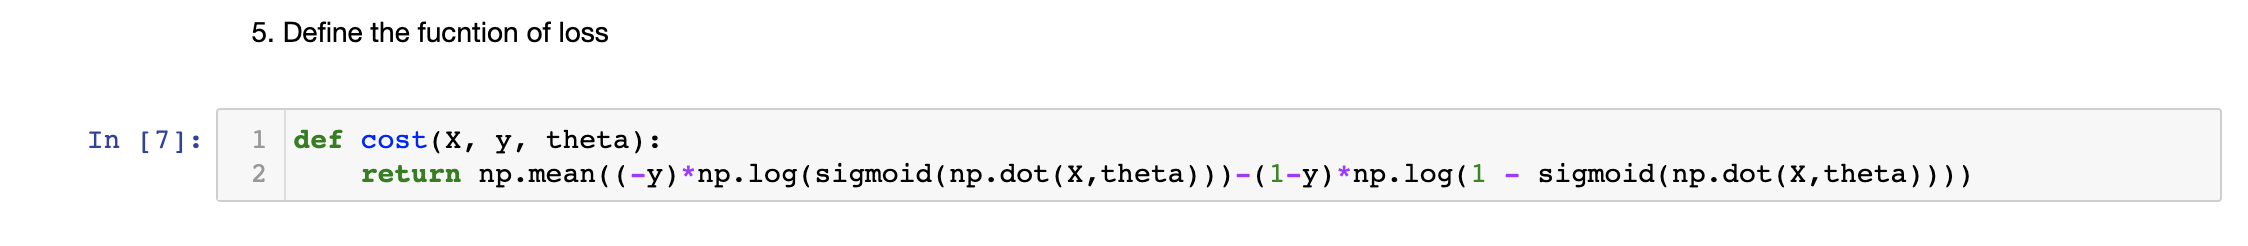 5. Define the fucntion of loss
In [7]:
1 def cost(X, y, theta):
2     return np.mean((-y)*np.log(sigmoid(np.dot(X,theta)))-(1-y)*np.log(1 - sigmoid(np.dot(X,theta))))